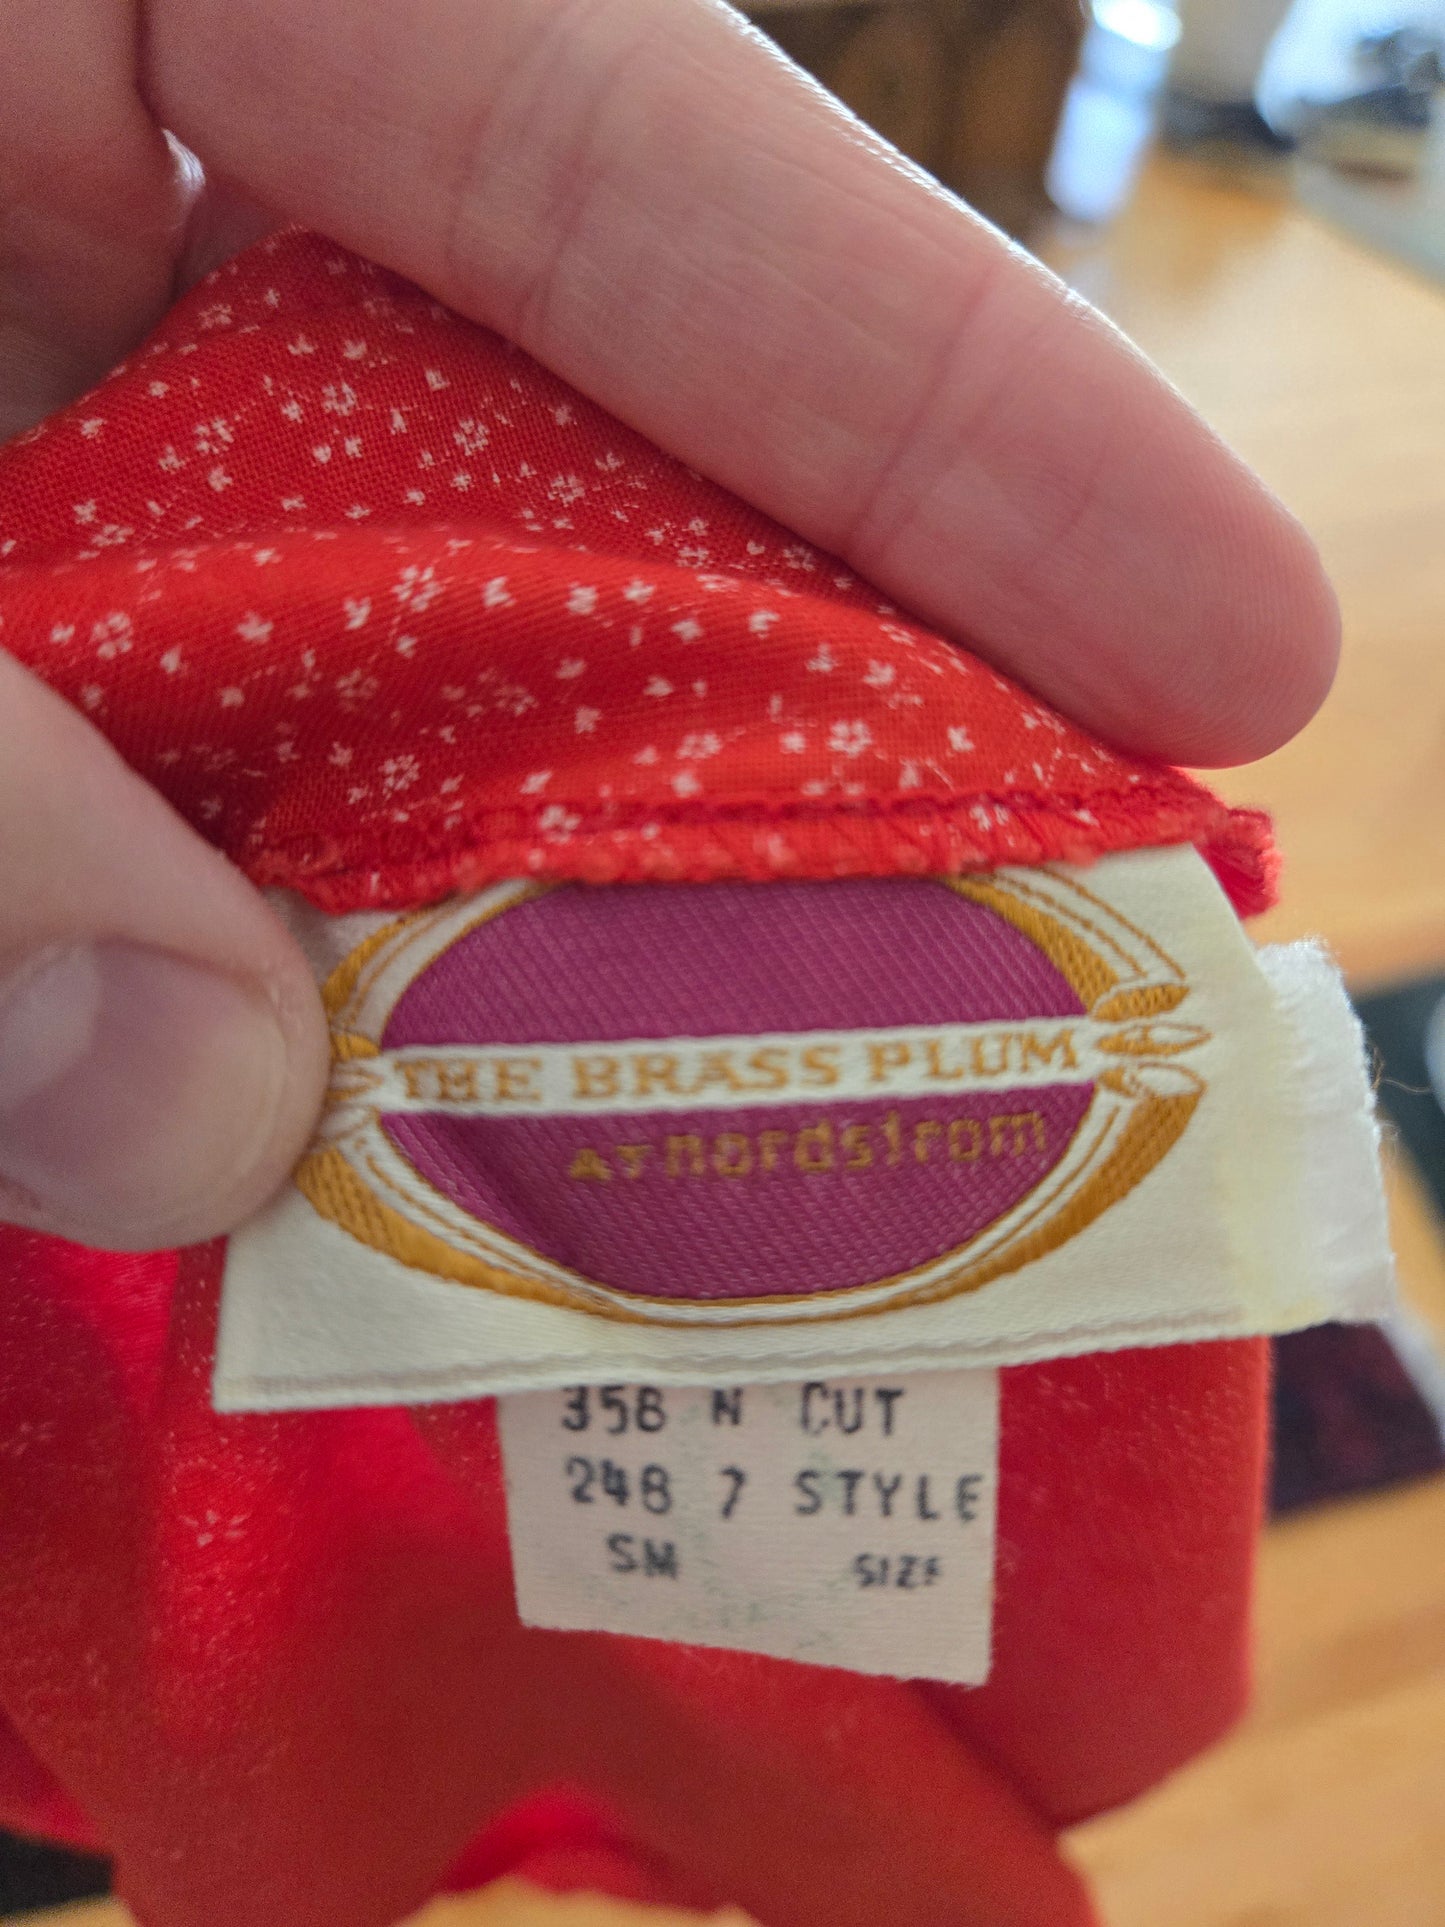 THE BRASS PLUM
AT nordstrom
358 N CUT
248 7 STYLE
SM SIZE